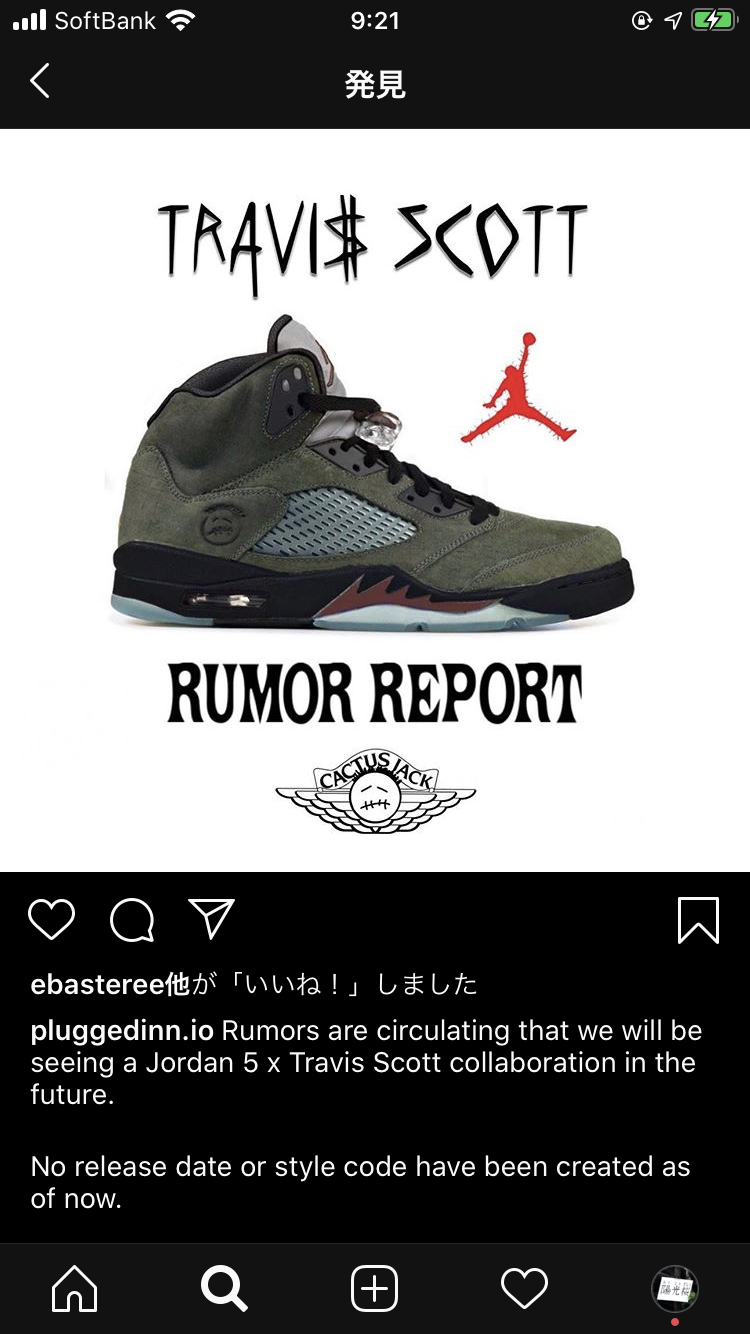 SoftBank 9:21
発見
TRAVI$ SCOTT
RUMOR REPORT
CACTUS JACK
ebasteree他が「いいね！」しました
pluggedinn.io Rumors are circulating that we will be
seeing a Jordan 5 x Travis Scott collaboration in the
future.
No release date or style code have been created as
of now.
陽光桜